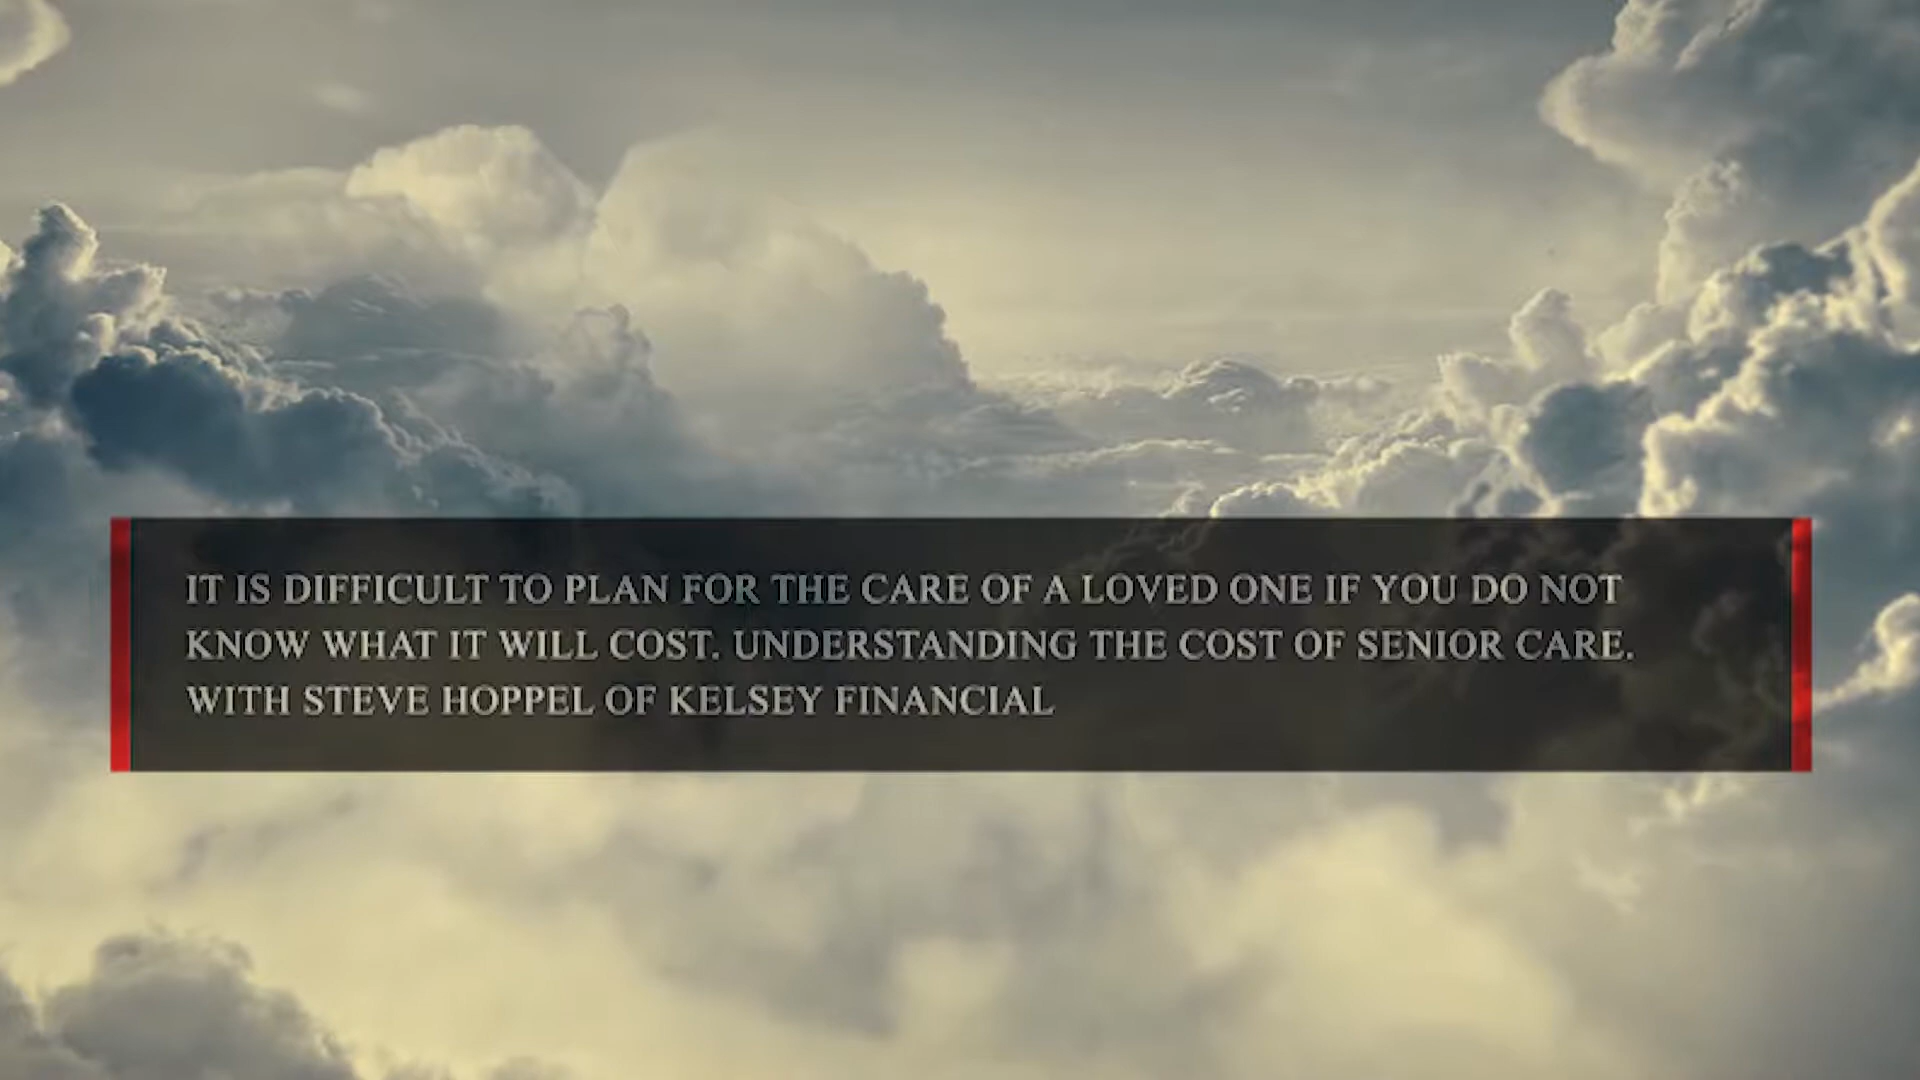 IT IS DIFFICULT TO PLAN FOR THE CARE OF A LOVED ONE IF YOU DO NOT
KNOW WHAT IT WILL COST. UNDERSTANDING THE COST OF SENIOR CARE.
WITH STEVE HOPPEL OF KELSEY FINANCIAL